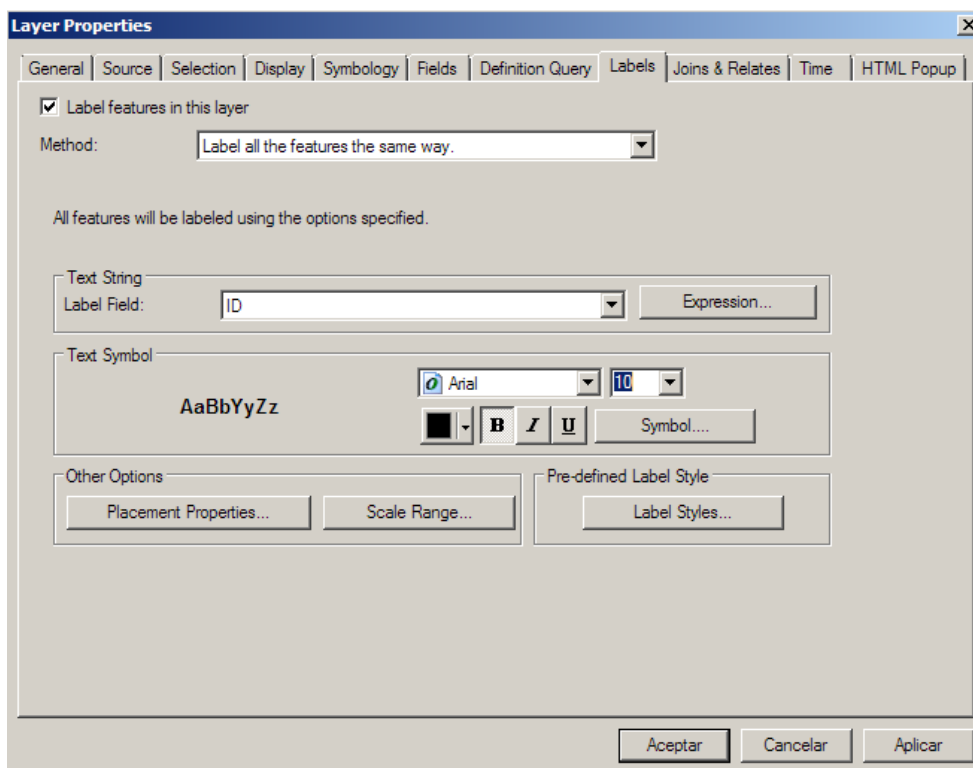 Layer Properties
General Source Selection Display Symbology Fields Definition Query Labels Joins & Relates Time HTML Popup
Label features in this layer
Method: Label all the features the same way.
All features will be labeled using the options specified.
Text String
Label Field: ID Expression...
Text Symbol
AaBbYyZz
Arial 10
B I U Symbol....
Other Options
Placement Properties... Scale Range...
Pre-defined Label Style
Label Styles...
Aceptar Cancelar Aplicar